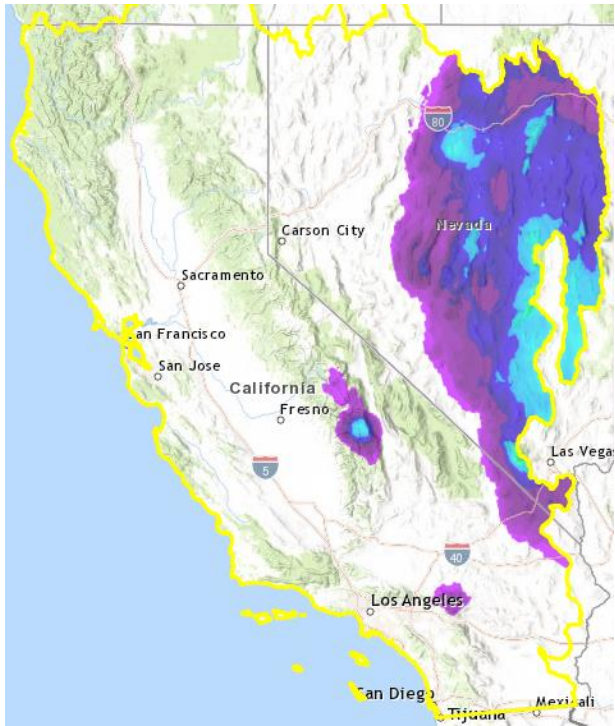 80
Nevada
Carson City
Sacramento
San Francisco
San Jose
California
Fresno
5
Las Vegas
40
Los Angeles
San Diego
Tijuana
Mexicali